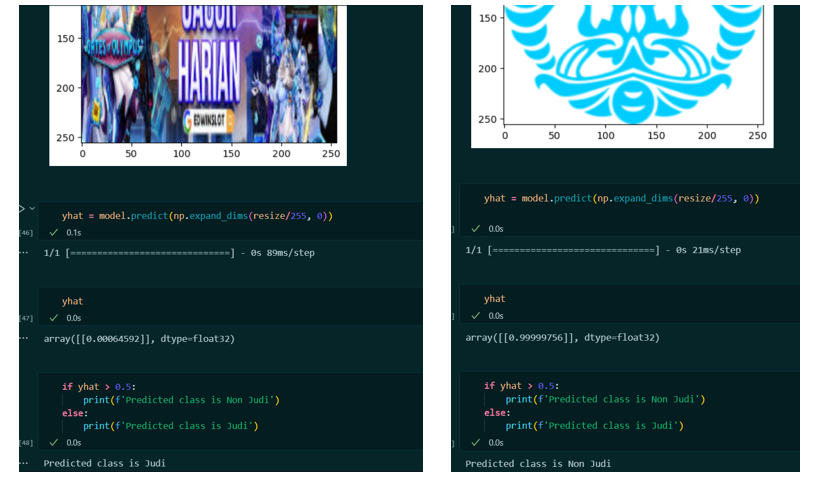 GACOR
HARIAN
GATES OF OLYMPUS
EDWINSLOT
150
200
250
0 50 100 150 200 250
yhat = model.predict(np.expand_dims(resize/255, 0))
[46]
0.1s
1/1 [==============================] - 0s 89ms/step
yhat
[47]
0.0s
array([[0.00064592]], dtype=float32)
if yhat > 0.5:
print(f'Predicted class is Non Judi')
else:
print(f'Predicted class is Judi')
[48]
0.0s
Predicted class is Judi
150
200
250
0 50 100 150 200 250
yhat = model.predict(np.expand_dims(resize/255, 0))
]
0.0s
1/1 [==============================] - 0s 21ms/step
yhat
]
0.0s
array([[0.99999756]], dtype=float32)
if yhat > 0.5:
print(f'Predicted class is Non Judi')
else:
print(f'Predicted class is Judi')
]
0.0s
Predicted class is Non Judi